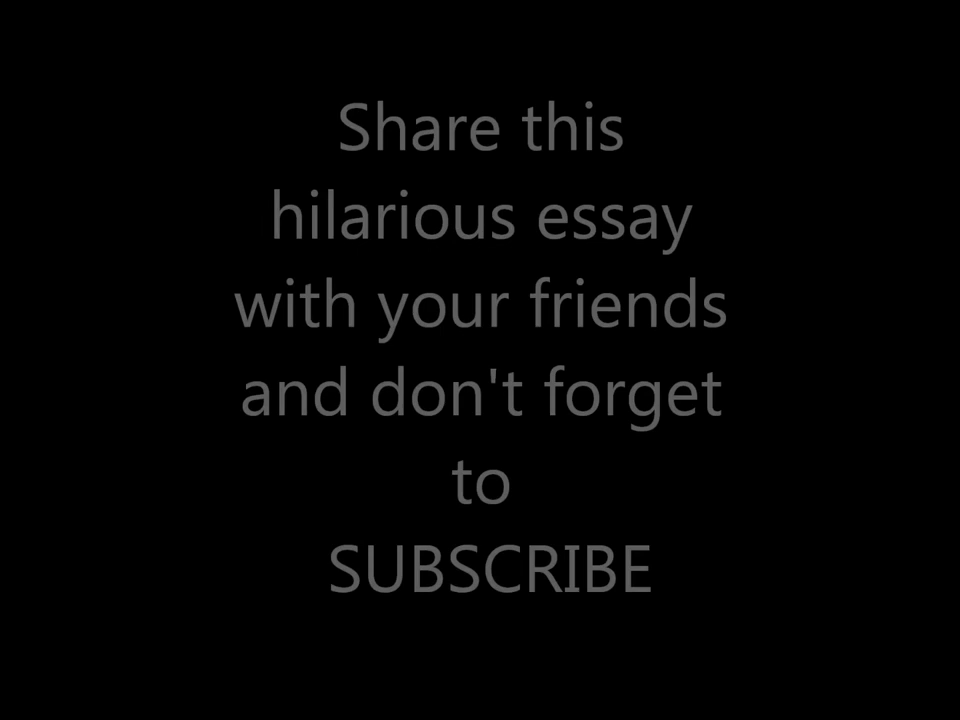 Share this
hilarious essay
with your friends
and don't forget
to
SUBSCRIBE